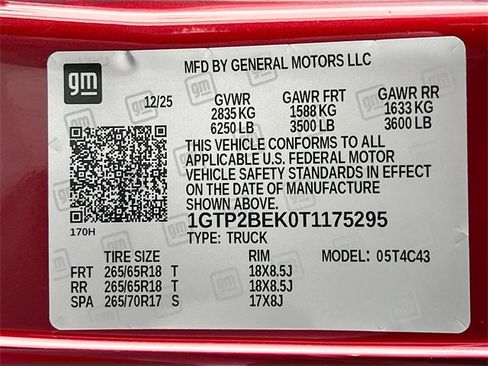 gm
MFD BY GENERAL MOTORS LLC
12/25
GVWR GAWR FRT GAWR RR
2835 KG 1588 KG 1633 KG
6250 LB 3500 LB 3600 LB
THIS VEHICLE CONFORMS TO ALL
APPLICABLE U.S. FEDERAL MOTOR
VEHICLE SAFETY STANDARDS IN EFFECT
ON THE DATE OF MANUFACTURE
SHOWN ABOVE.
170H
1GTP2BEK0T1175295
TYPE: TRUCK
TIRE SIZE RIM MODEL: 05T4C43
FRT 265/65R18 T 18X8.5J
RR 265/65R18 T 18X8.5J
SPA 265/70R17 S 17X8J